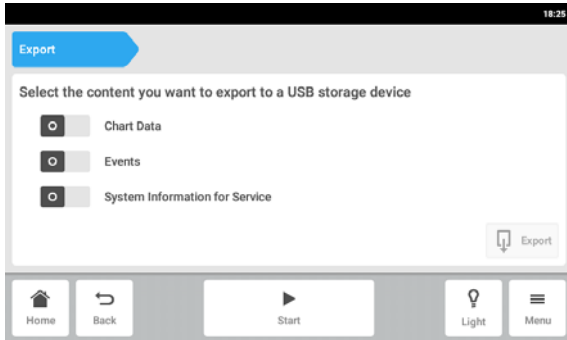 18:25
Export
Select the content you want to export to a USB storage device
Chart Data
Events
System Information for Service
Export
Home
Back
Start
Light
Menu